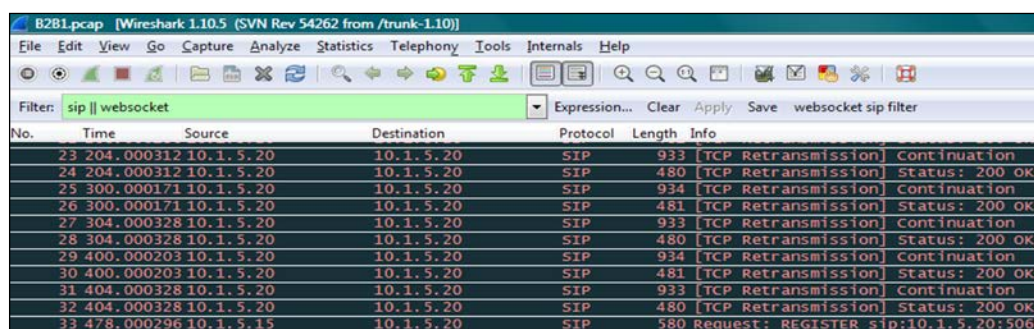 B2B1.pcap [Wireshark 1.10.5 (SVN Rev 54262 from /trunk-1.10)]
File Edit View Go Capture Analyze Statistics Telephony Tools Internals Help
Filter: sip || websocket Expression... Clear Apply Save websocket sip filter
No. Time Source Destination Protocol Length Info
23 204.000312 10.1.5.20 10.1.5.20 SIP 933 [TCP Retransmission] Continuation
24 204.000312 10.1.5.20 10.1.5.20 SIP 480 [TCP Retransmission] Status: 200 OK
25 300.000171 10.1.5.20 10.1.5.20 SIP 934 [TCP Retransmission] Continuation
26 300.000171 10.1.5.20 10.1.5.20 SIP 481 [TCP Retransmission] Status: 200 OK
27 304.000328 10.1.5.20 10.1.5.20 SIP 933 [TCP Retransmission] Continuation
28 304.000328 10.1.5.20 10.1.5.20 SIP 480 [TCP Retransmission] Status: 200 OK
29 400.000203 10.1.5.20 10.1.5.20 SIP 934 [TCP Retransmission] Continuation
30 400.000203 10.1.5.20 10.1.5.20 SIP 481 [TCP Retransmission] Status: 200 OK
31 404.000328 10.1.5.20 10.1.5.20 SIP 933 [TCP Retransmission] Continuation
32 404.000328 10.1.5.20 10.1.5.20 SIP 480 [TCP Retransmission] Status: 200 OK
33 478.000296 10.1.5.15 10.1.5.20 SIP 580 Request: REGISTER sip:10.1.5.20:506